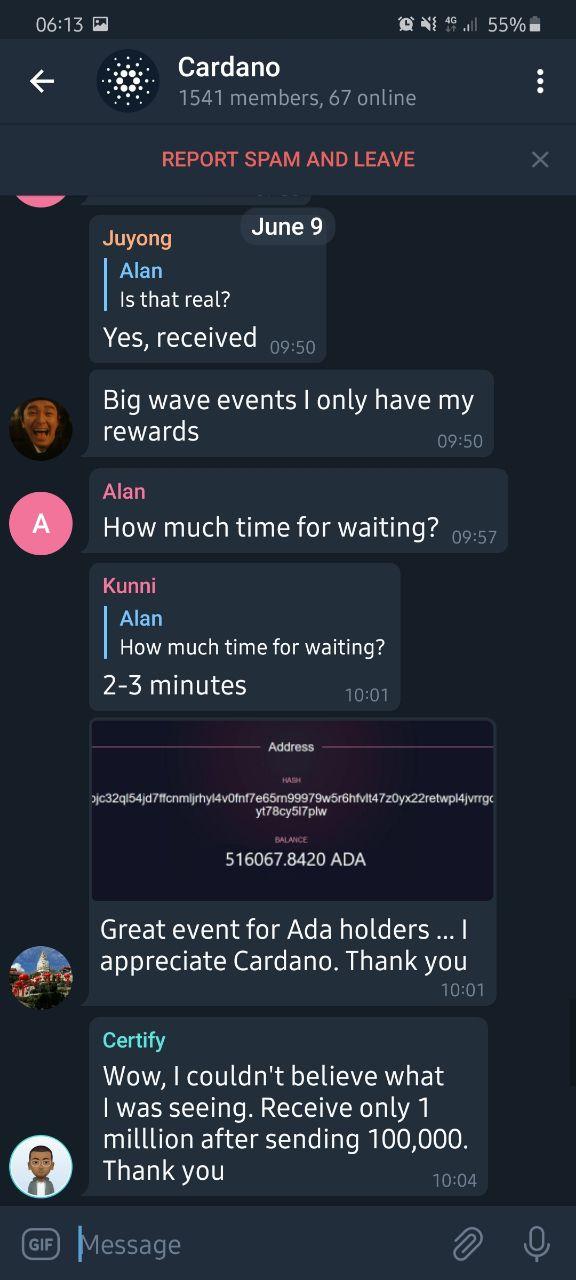 06:13
4G
55%
Cardano
1541 members, 67 online
REPORT SPAM AND LEAVE
June 9
Juyong
Alan
Is that real?
Yes, received 09:50
Big wave events I only have my
rewards 09:50
Alan
A
How much time for waiting? 09:57
Kunni
Alan
How much time for waiting?
2-3 minutes 10:01
Address
HASH
BALANCE
516067.8420 ADA
Great event for Ada holders ... I
appreciate Cardano. Thank you
10:01
Certify
Wow, I couldn't believe what
I was seeing. Receive only 1
milllion after sending 100,000.
Thank you 10:04
GIF
Message